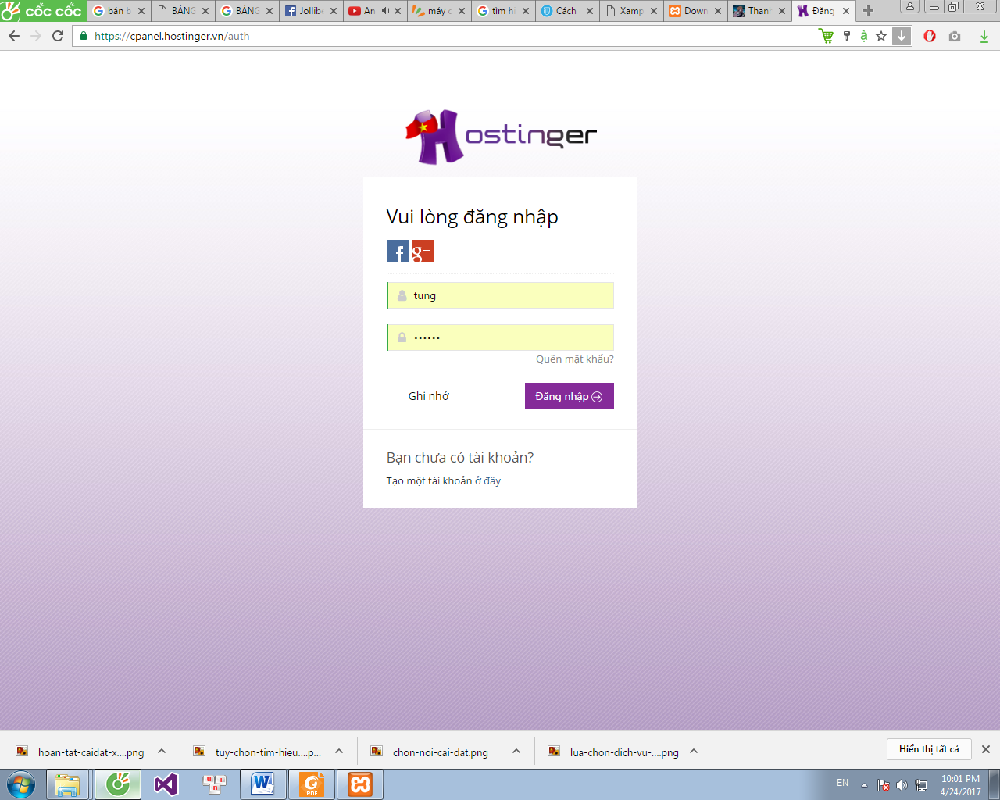 cốc cốc
bán b
BẢNG
BẢNG
Jollibe
An
máy c
tìm hi
Cách
Xamp
Down
Thanh
Đăng
https://cpanel.hostinger.vn/auth
Hostinger
Vui lòng đăng nhập
f g+
tung
••••••
Quên mật khẩu?
Ghi nhớ
Đăng nhập
Bạn chưa có tài khoản?
Tạo một tài khoản ở đây
hoan-tat-caidat-x....png
tuy-chon-tim-hieu....p...
chon-noi-cai-dat.png
lua-chon-dich-vu-....png
Hiển thị tất cả
EN
10:01 PM
4/24/2017